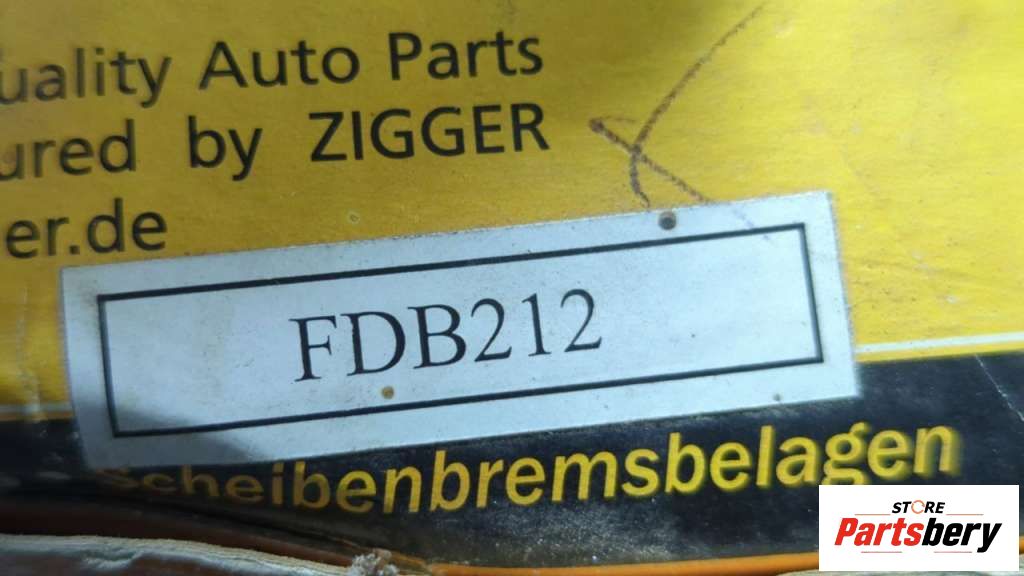 uality Auto Parts
ured by ZIGGER
er.de
FDB212
Scheibenbremsbelagen
STORE
Partsbery